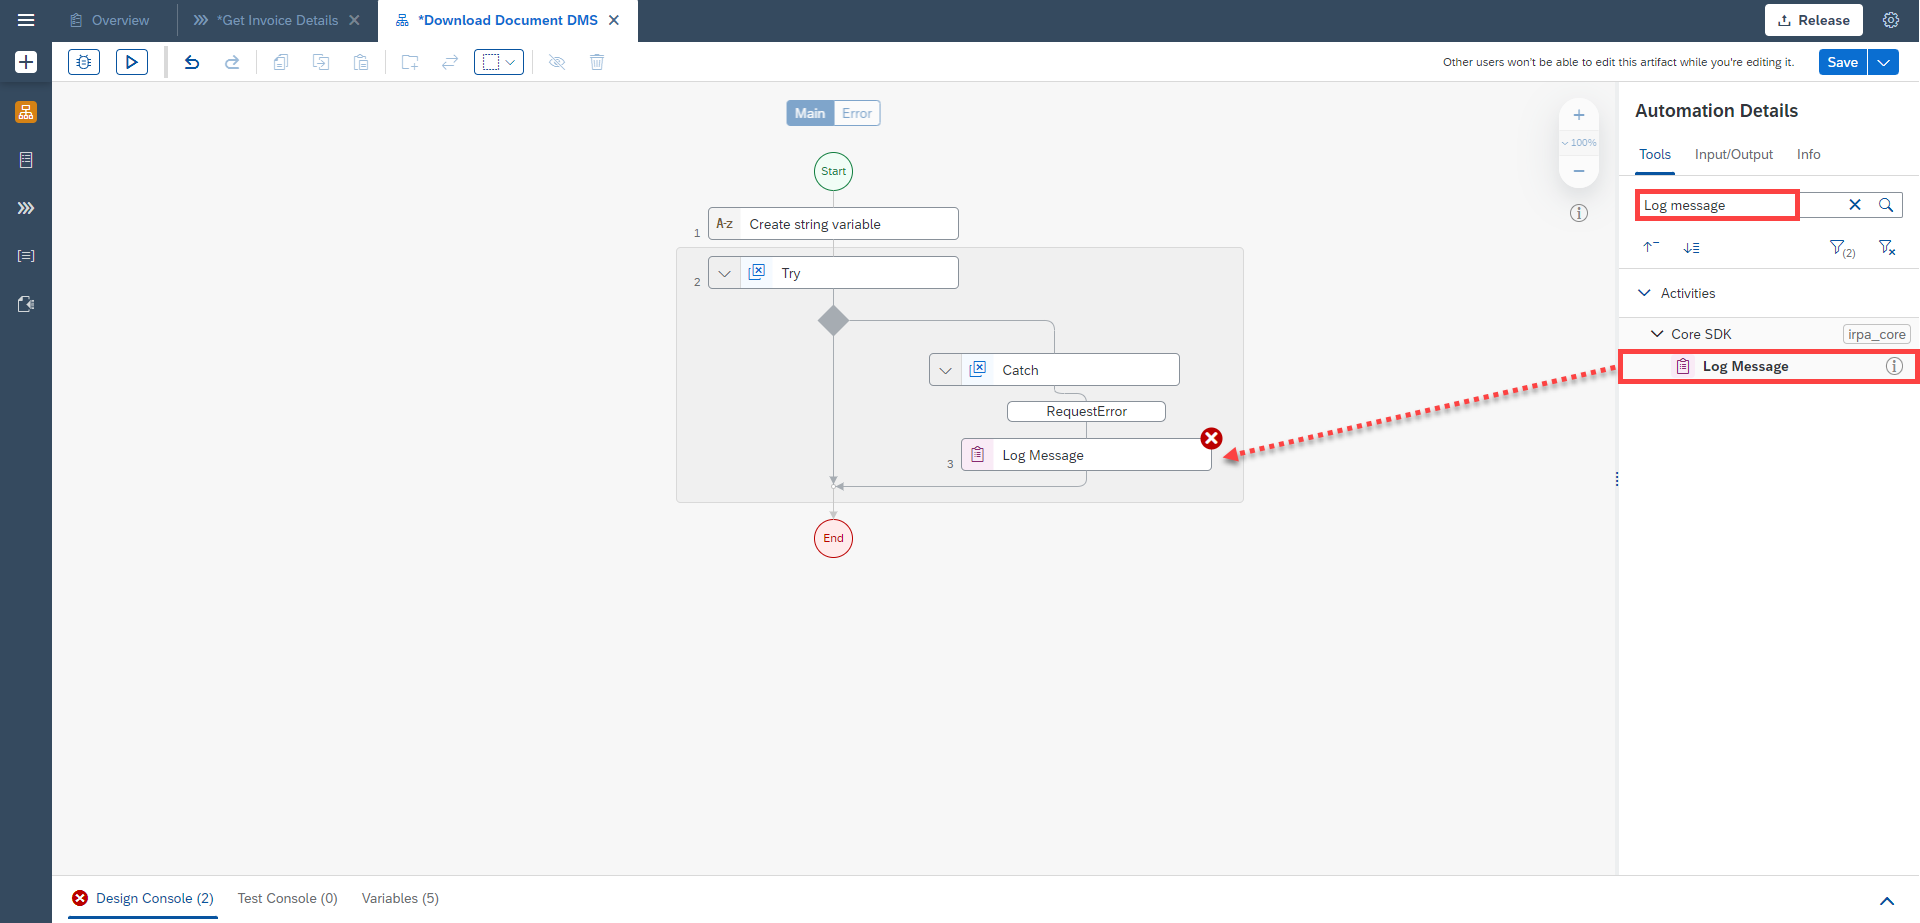 Overview
*Get Invoice Details
*Download Document DMS
Release
Other users won't be able to edit this artifact while you're editing it.
Save
Main
Error
100%
Start
1
A-z
Create string variable
2
Try
Catch
RequestError
3
Log Message
End
Automation Details
Tools
Input/Output
Info
Log message
(2)
Activities
Core SDK
irpa_core
Log Message
Design Console (2)
Test Console (0)
Variables (5)